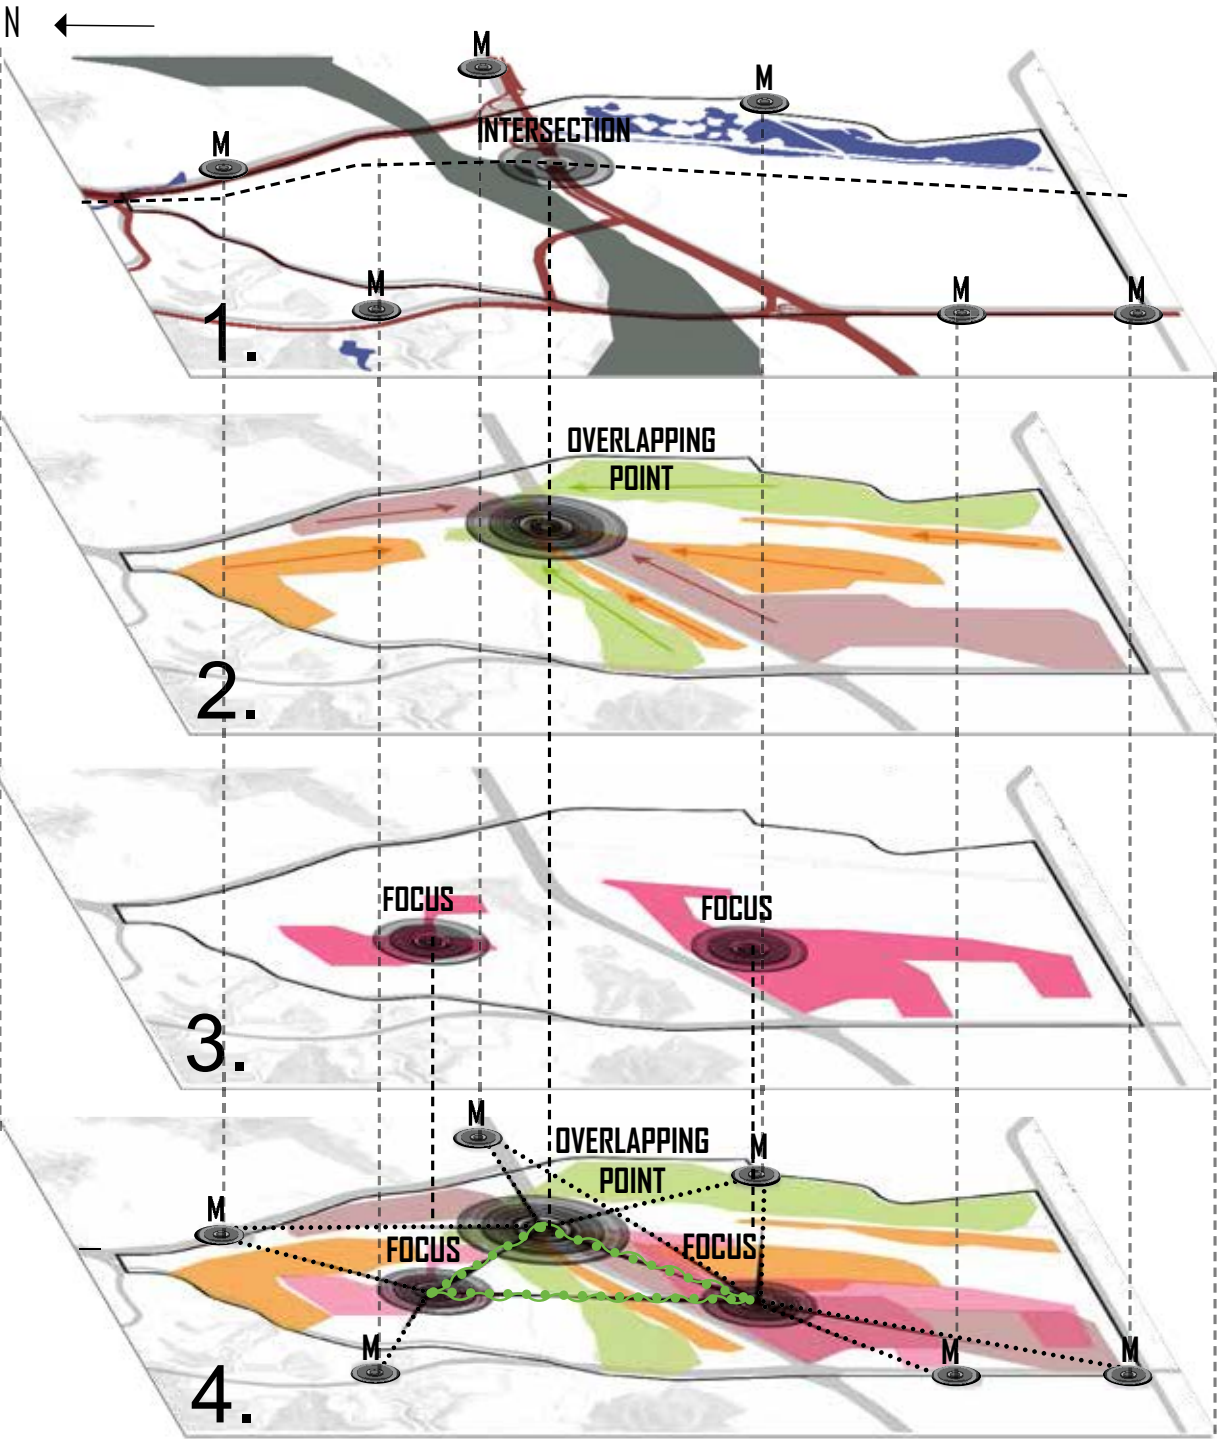 N
M
M
INTERSECTION
M
M
M
M
1.
OVERLAPPING
POINT
2.
FOCUS
FOCUS
3.
M
OVERLAPPING
M
POINT
M
FOCUS
FOCUS
M
M
M
4.